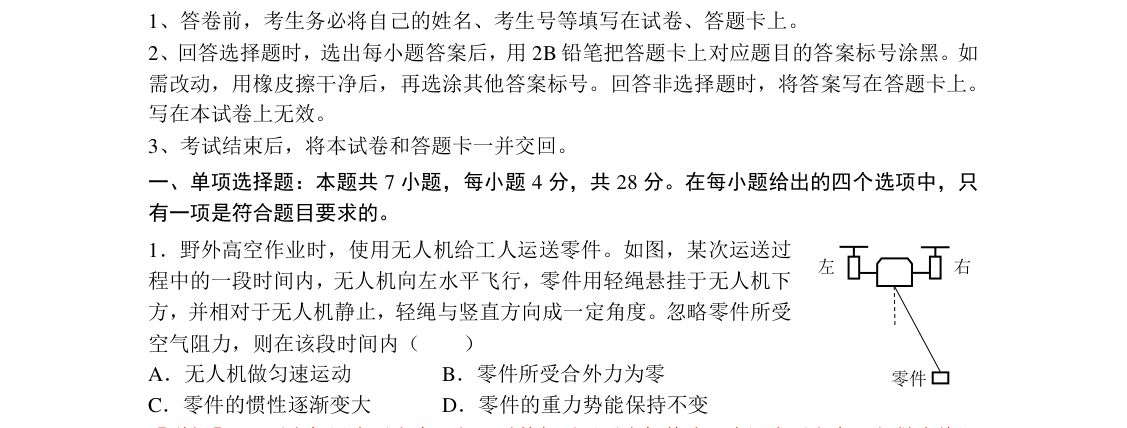 1、答卷前，考生务必将自己的姓名、考生号等填写在试卷、答题卡上。
2、回答选择题时，选出每小题答案后，用 2B 铅笔把答题卡上对应题目的答案标号涂黑。如
需改动，用橡皮擦干净后，再选涂其他答案标号。回答非选择题时，将答案写在答题卡上。
写在本试卷上无效。
3、考试结束后，将本试卷和答题卡一并交回。
一、单项选择题：本题共 7 小题，每小题 4 分，共 28 分。在每小题给出的四个选项中，只
有一项是符合题目要求的。
1．野外高空作业时，使用无人机给工人运送零件。如图，某次运送过
程中的一段时间内，无人机向左水平飞行，零件用轻绳悬挂于无人机下
方，并相对于无人机静止，轻绳与竖直方向成一定角度。忽略零件所受
空气阻力，则在该段时间内（　　）
左 右
零件
A．无人机做匀速运动 B．零件所受合外力为零
C．零件的惯性逐渐变大 D．零件的重力势能保持不变